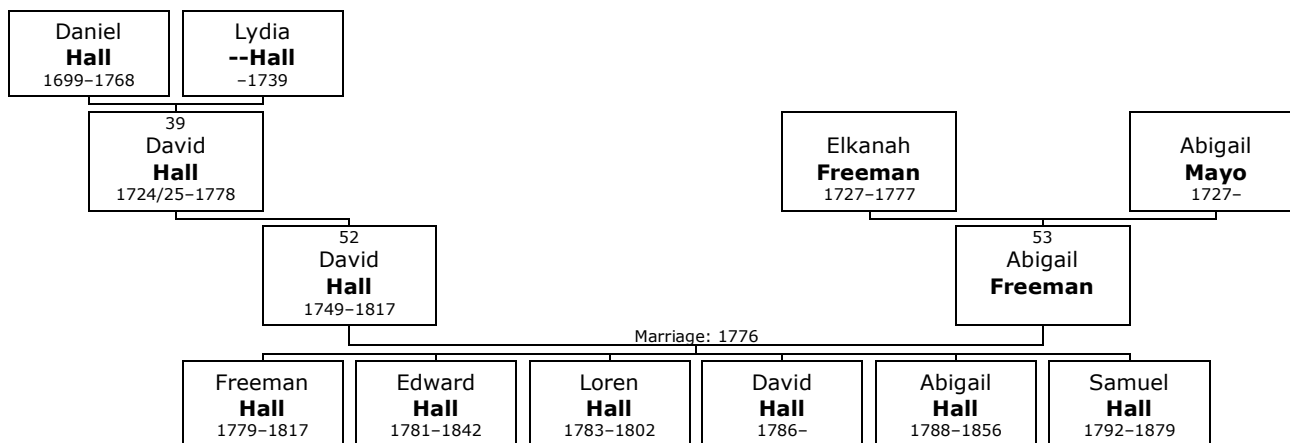 Daniel
Hall
1699–1768
Lydia
--Hall
–1739
39
David
Hall
1724/25–1778
Elkanah
Freeman
1727–1777
Abigail
Mayo
1727–
52
David
Hall
1749–1817
53
Abigail
Freeman
Marriage: 1776
Freeman
Hall
1779–1817
Edward
Hall
1781–1842
Loren
Hall
1783–1802
David
Hall
1786–
Abigail
Hall
1788–1856
Samuel
Hall
1792–1879